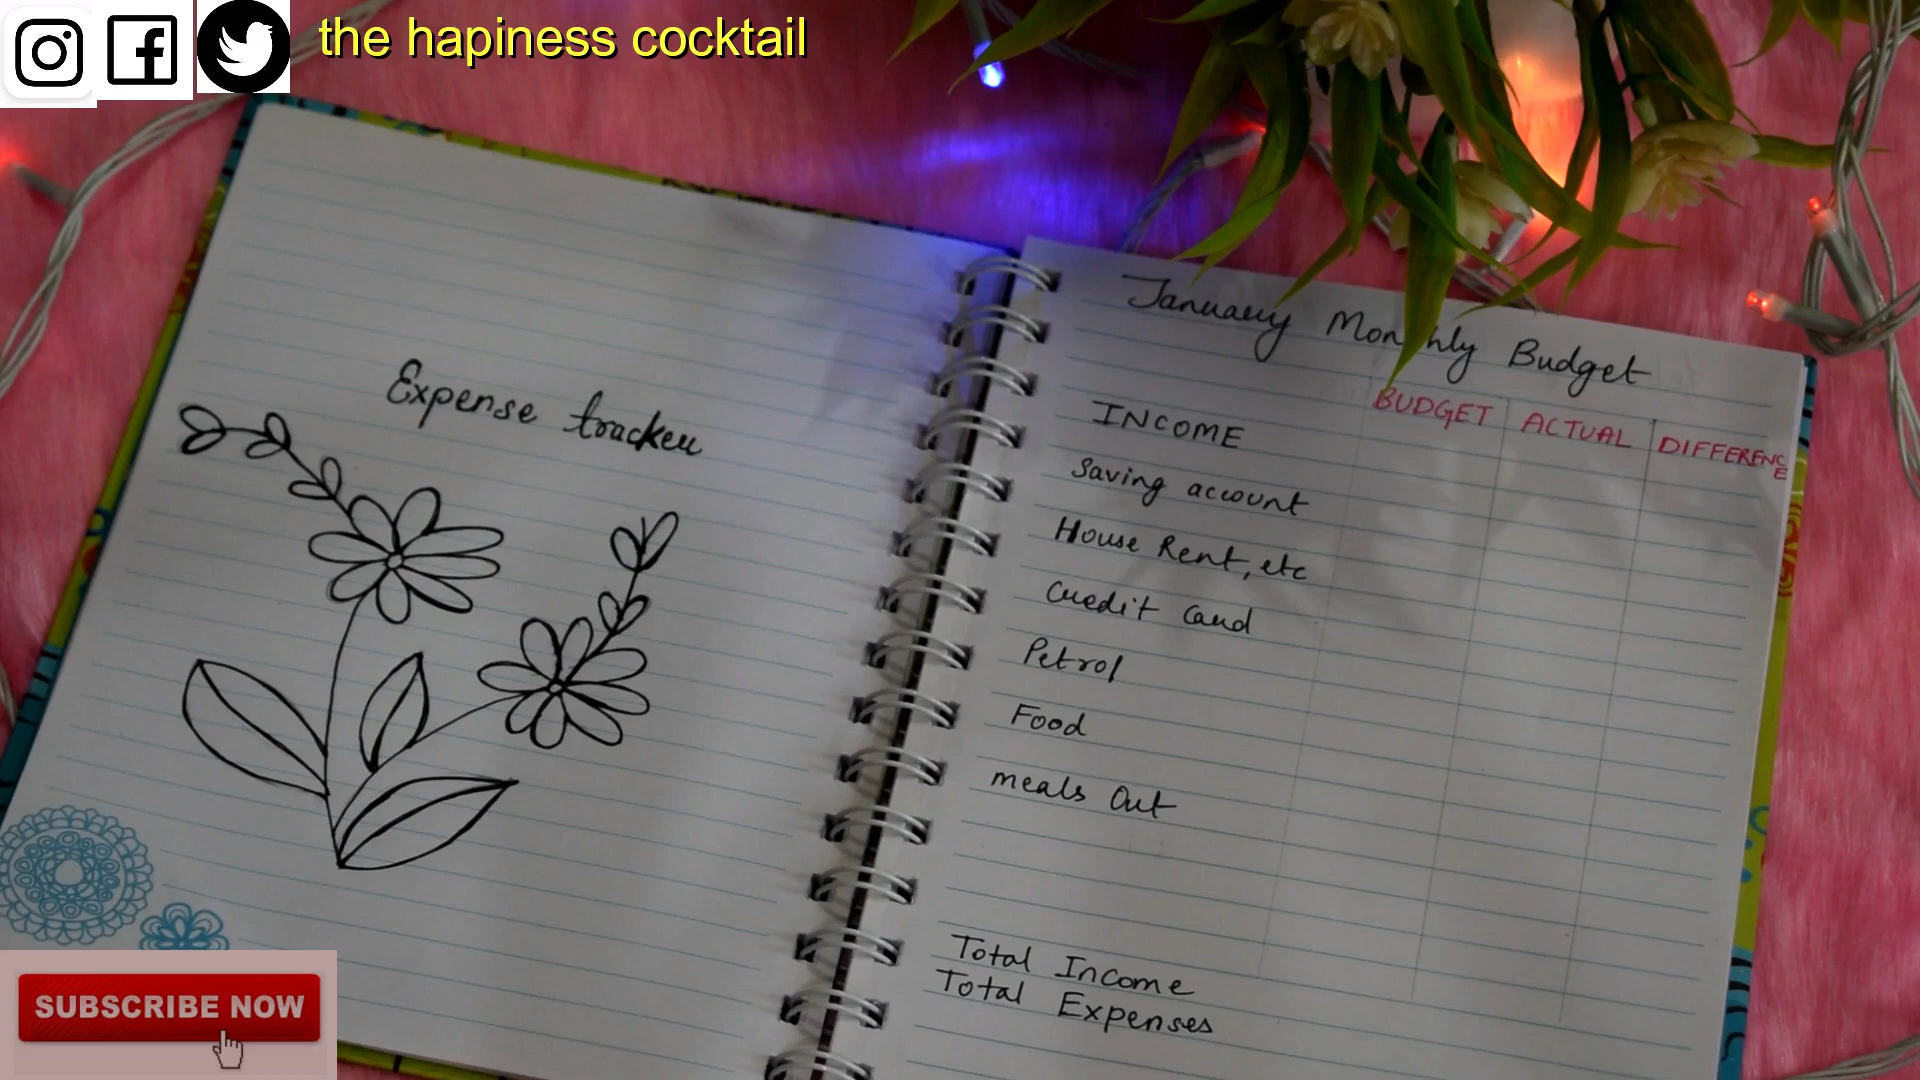 the hapiness cocktail
Expense tracker
January Monthly Budget
BUDGET ACTUAL DIFFERENCE
INCOME
Saving account
House Rent, etc
Credit Card
Petrol
Food
meals Out
Total Income
Total Expenses
SUBSCRIBE NOW